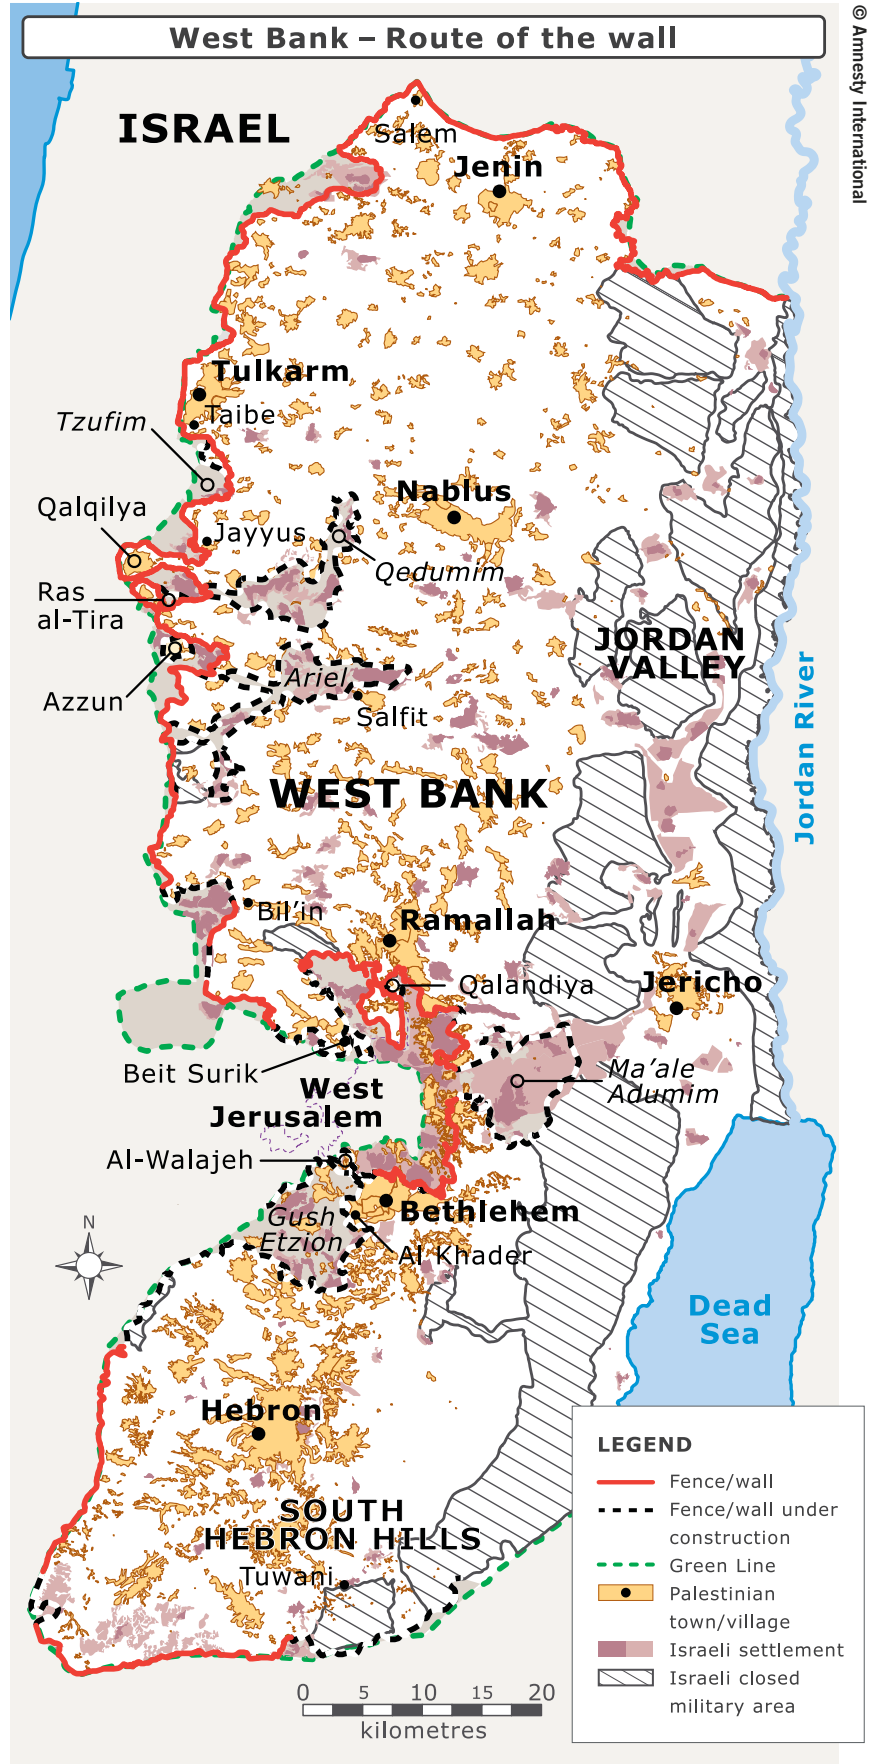 West Bank – Route of the wall
© Amnesty International
ISRAEL
Salem
Jenin
Tulkarm
Taibe
Tzufim
Nablus
Qalqilya
Jayyus
Qedumim
Ras
al-Tira
JORDAN
VALLEY
Azzun
Ariel
Salfit
Jordan River
WEST BANK
Bil’in
Ramallah
Qalandiya
Jericho
Beit Surik
West
Jerusalem
Ma’ale
Adumim
Al-Walajeh
Bethlehem
Gush
Etzion
Al Khader
N
Dead
Sea
Hebron
SOUTH
HEBRON HILLS
Tuwani
LEGEND
Fence/wall
Fence/wall under
construction
Green Line
Palestinian
town/village
Israeli settlement
Israeli closed
military area
0 5 10 15 20
kilometres